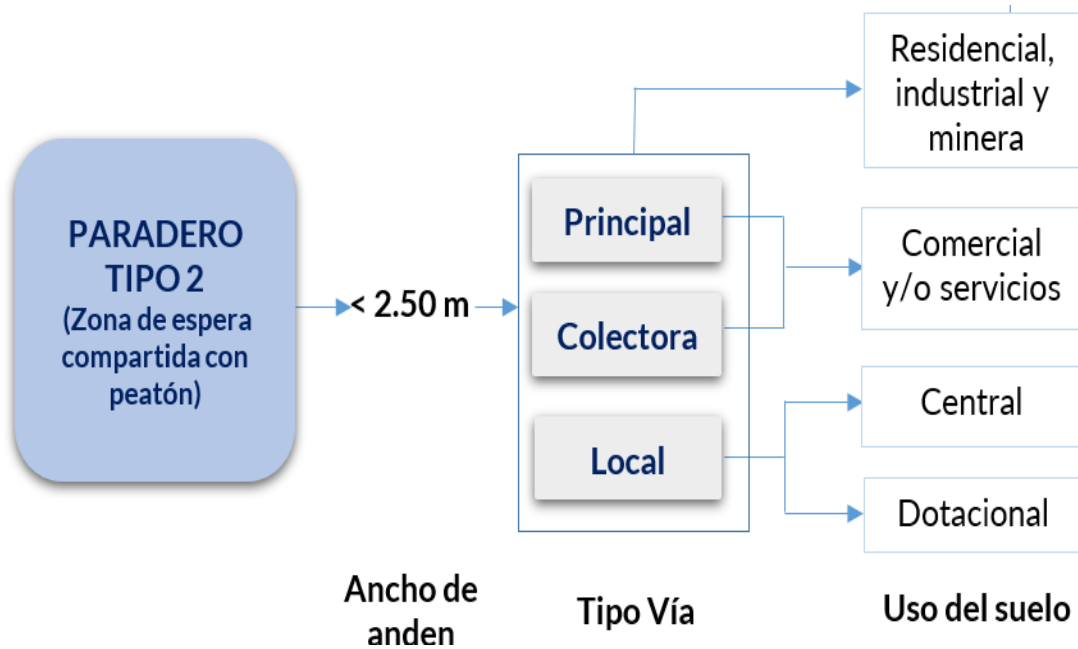 PARADERO
TIPO 2
(Zona de espera
compartida con
peatón)
< 2.50 m
Principal
Colectora
Local
Residencial,
industrial y
minera
Comercial
y/o servicios
Central
Dotacional
Ancho de
anden
Tipo Vía
Uso del suelo